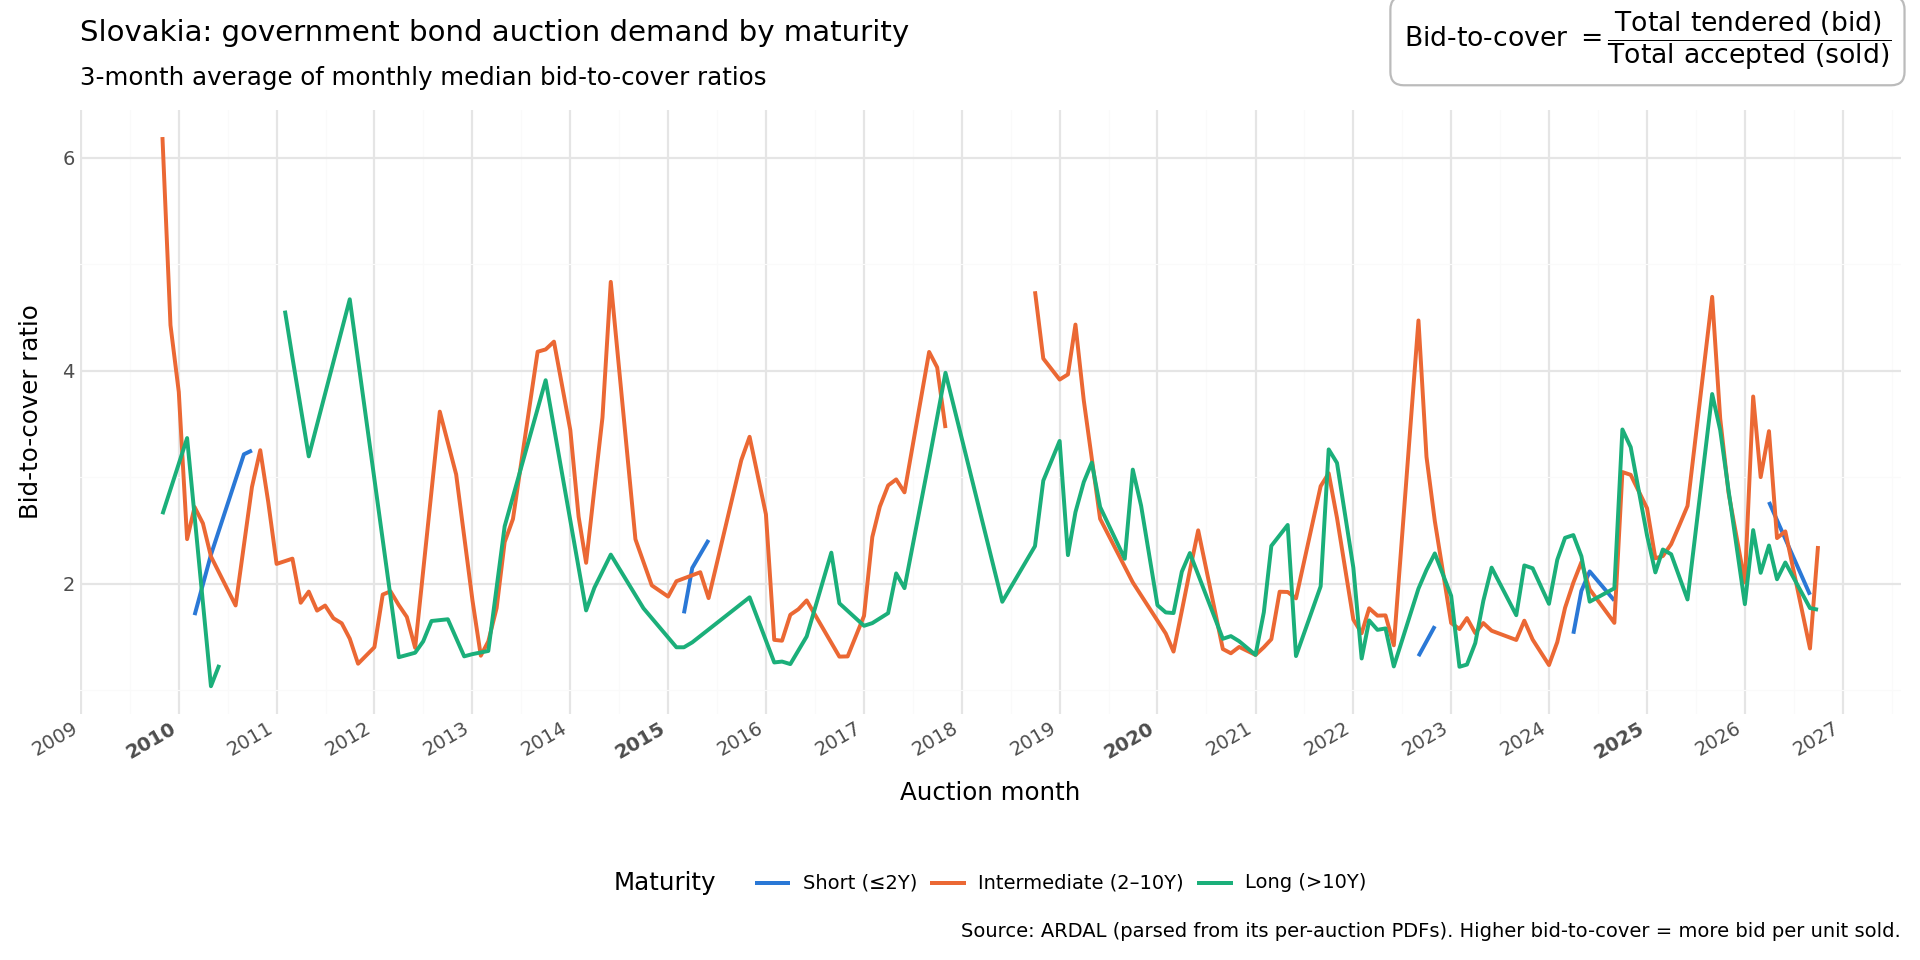 Slovakia: government bond auction demand by maturity
3-month average of monthly median bid-to-cover ratios
Bid-to-cover = Total tendered (bid)
Total accepted (sold)
Bid-to-cover ratio
6
4
2
2009 2010 2011 2012 2013 2014 2015 2016 2017 2018 2019 2020 2021 2022 2023 2024 2025 2026 2027
Auction month
Maturity Short (≤2Y) Intermediate (2–10Y) Long (>10Y)
Source: ARDAL (parsed from its per-auction PDFs). Higher bid-to-cover = more bid per unit sold.